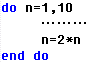 do n=1,10
.........
n=2*n
end do